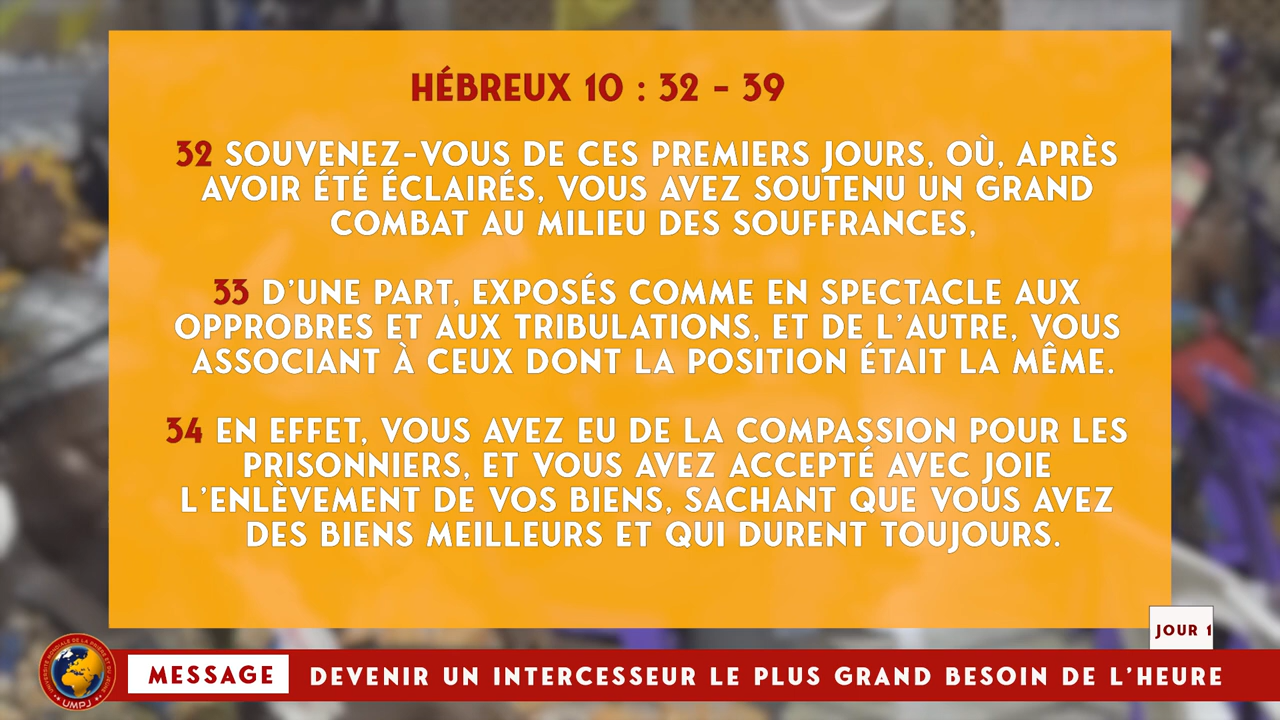 HÉBREUX 10 : 32 - 39
32 SOUVENEZ-VOUS DE CES PREMIERS JOURS, OÙ, APRÈS
AVOIR ÉTÉ ÉCLAIRÉS, VOUS AVEZ SOUTENU UN GRAND
COMBAT AU MILIEU DES SOUFFRANCES,
33 D'UNE PART, EXPOSÉS COMME EN SPECTACLE AUX
OPPROBRES ET AUX TRIBULATIONS, ET DE L'AUTRE, VOUS
ASSOCIANT À CEUX DONT LA POSITION ÉTAIT LA MÊME.
34 EN EFFET, VOUS AVEZ EU DE LA COMPASSION POUR LES
PRISONNIERS, ET VOUS AVEZ ACCEPTÉ AVEC JOIE
L'ENLÈVEMENT DE VOS BIENS, SACHANT QUE VOUS AVEZ
DES BIENS MEILLEURS ET QUI DURENT TOUJOURS.
JOUR 1
MESSAGE
DEVENIR UN INTERCESSEUR LE PLUS GRAND BESOIN DE L'HEURE
UMPJ